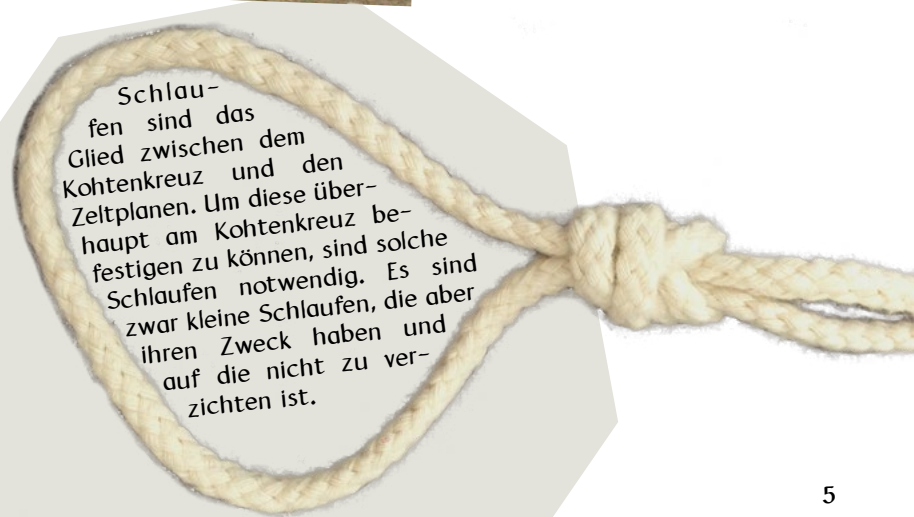 Schlau-
fen sind das
Glied zwischen dem
Kohtenkreuz und den
Zeltplanen. Um diese über-
haupt am Kohtenkreuz be-
festigen zu können, sind solche
Schlaufen notwendig. Es sind
zwar kleine Schlaufen, die aber
ihren Zweck haben und
auf die nicht zu ver-
zichten ist.
5